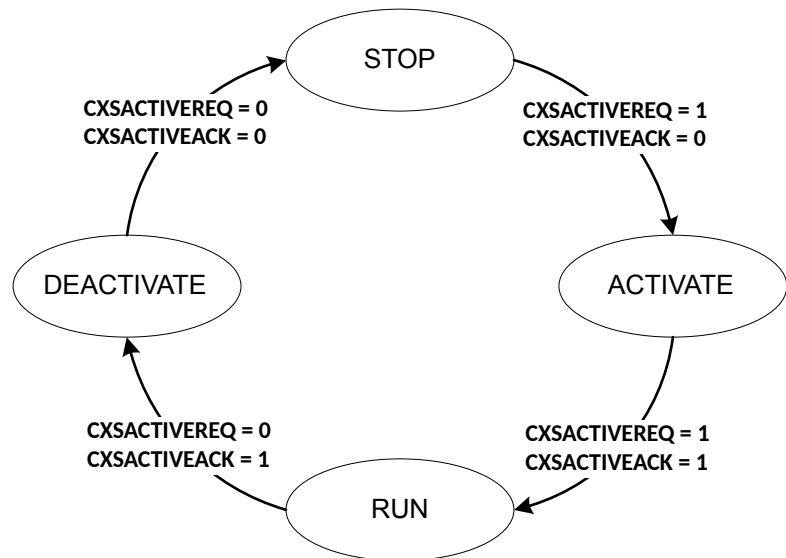 STOP
CXSACTIVEREQ = 0
CXSACTIVEACK = 0
CXSACTIVEREQ = 1
CXSACTIVEACK = 0
DEACTIVATE
ACTIVATE
CXSACTIVEREQ = 0
CXSACTIVEACK = 1
CXSACTIVEREQ = 1
CXSACTIVEACK = 1
RUN